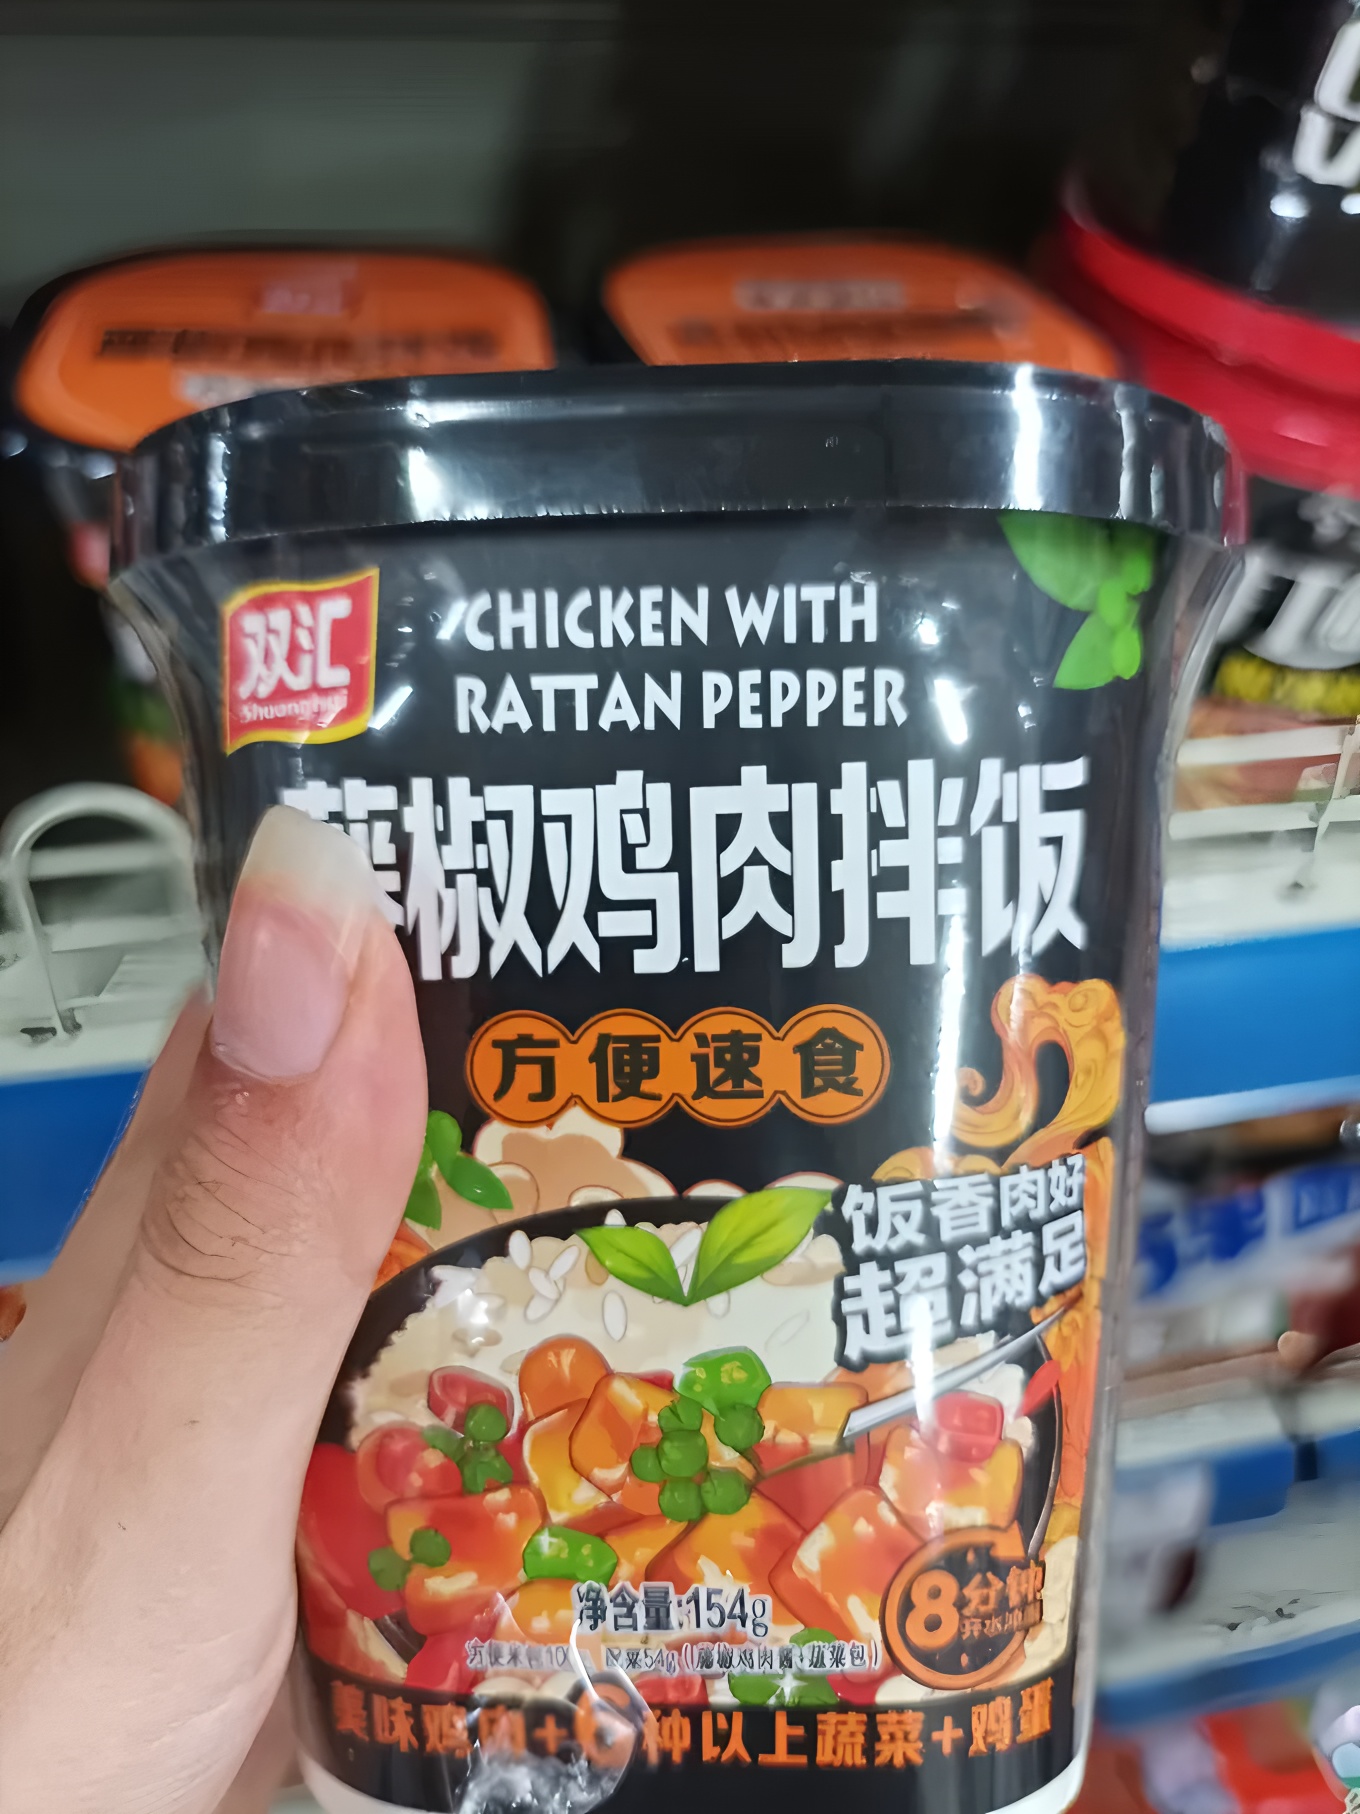 双汇
Shuanghui
CHICKEN WITH
RATTAN PEPPER
藤椒鸡肉拌饭
方便速食
饭香肉好
超满足
8分钟
净含量:154g
美味鸡肉+6种以上蔬菜+鸡蛋